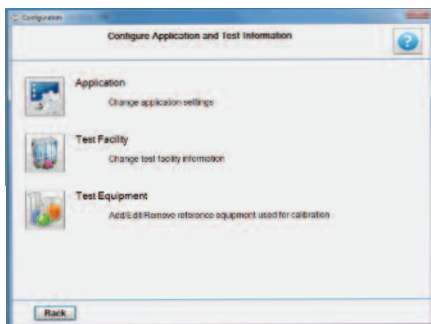 Configuration
Configure Application and Test Information
?
Application
Change application settings
Test Facility
Change test facility information
Test Equipment
Add/Edit/Remove reference equipment used for calibration
Back